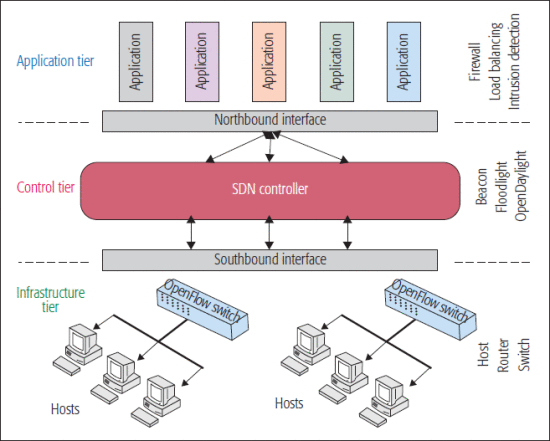 Application tier
Application
Application
Application
Application
Application
Firewall
Load balancing
Intrusion detection
Northbound interface
Control tier
SDN controller
Beacon
Floodlight
OpenDaylight
Southbound interface
Infrastructure
tier
OpenFlow switch
OpenFlow switch
Host
Router
Switch
Hosts
Hosts